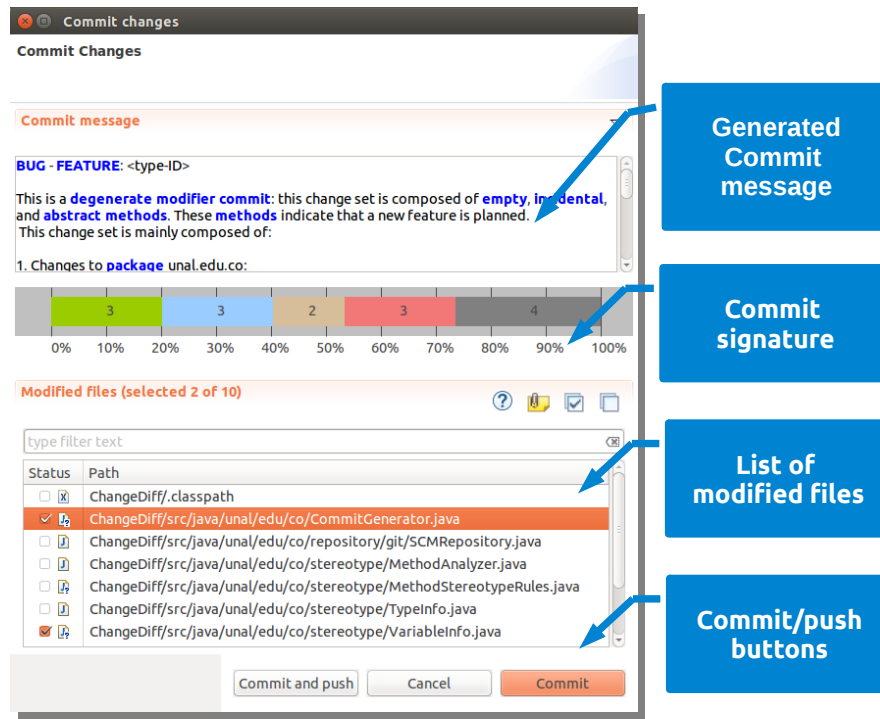 Commit changes
Commit Changes
Commit message
BUG - FEATURE: <type-ID>
This is a degenerate modifier commit: this change set is composed of empty, incidental,
and abstract methods. These methods indicate that a new feature is planned.
This change set is mainly composed of:
1. Changes to package unal.edu.co:
3 3 2 3 4
0% 10% 20% 30% 40% 50% 60% 70% 80% 90% 100%
Modified files (selected 2 of 10)
type filter text
Status Path
ChangeDiff/.classpath
ChangeDiff/src/java/unal/edu/co/CommitGenerator.java
ChangeDiff/src/java/unal/edu/co/repository/git/SCMRepository.java
ChangeDiff/src/java/unal/edu/co/stereotype/MethodAnalyzer.java
ChangeDiff/src/java/unal/edu/co/stereotype/MethodStereotypeRules.java
ChangeDiff/src/java/unal/edu/co/stereotype/TypeInfo.java
ChangeDiff/src/java/unal/edu/co/stereotype/VariableInfo.java
Commit and push
Cancel
Commit
Generated
Commit
message
Commit
signature
List of
modified files
Commit/push
buttons